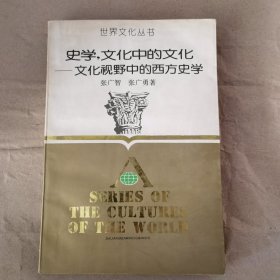 世界文化丛书
史学,文化中的文化
——文化视野中的西方史学
张广智 张广勇著
A
SERIES OF
THE CULTURES
OF THE WORLD